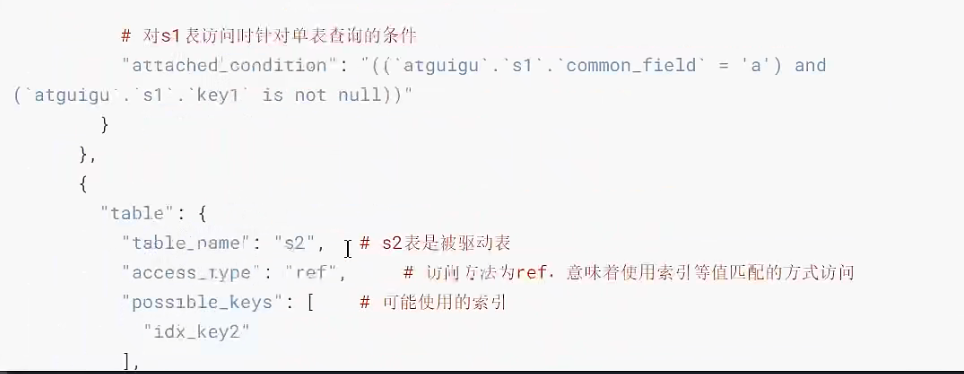 # 对s1表访问时针对单表查询的条件
"attached_condition": "((`atguigu`.`s1`.`common_field` = 'a') and
(`atguigu`.`s1`.`key1` is not null))"
}
},
{
"table": {
"table_name": "s2", # s2表是被驱动表
"access_type": "ref", # 访问方法为ref，意味着使用索引等值匹配的方式访问
"possible_keys": [ # 可能使用的索引
"idx_key2"
],